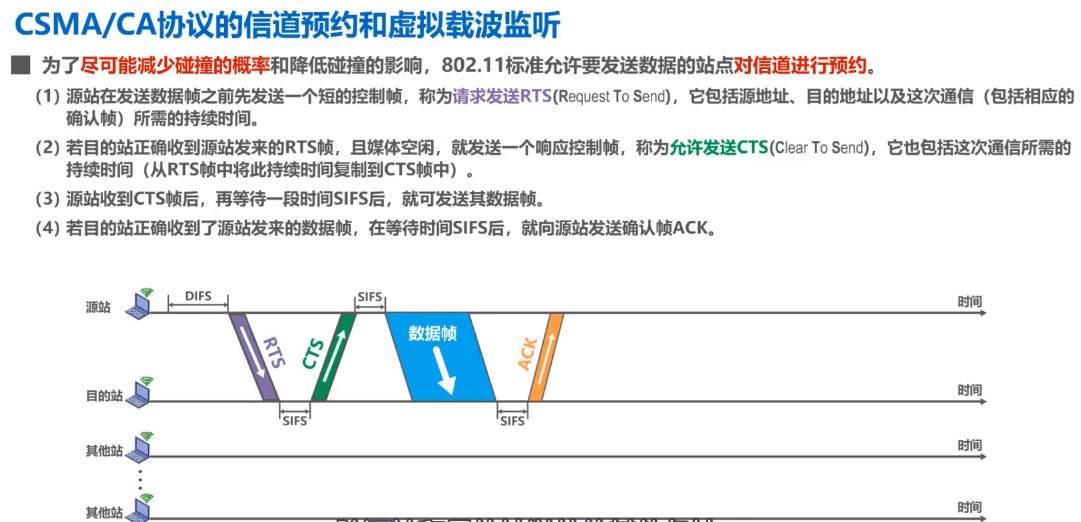 CSMA/CA协议的信道预约和虚拟载波监听
为了尽可能减少碰撞的概率和降低碰撞的影响，802.11标准允许要发送数据的站点对信道进行预约。
（1）源站在发送数据帧之前先发送一个短的控制帧，称为请求发送RTS(Request To Send)，它包括源地址、目的地址以及这次通信（包括相应的
确认帧）所需的持续时间。
（2）若目的站正确收到源站发来的RTS帧，且媒体空闲，就发送一个响应控制帧，称为允许发送CTS(Clear To Send)，它也包括这次通信所需的
持续时间（从RTS帧中将此持续时间复制到CTS帧中）。
（3）源站收到CTS帧后，再等待一段时间SIFS后，就可发送其数据帧。
（4）若目的站正确收到了源站发来的数据帧，在等待时间SIFS后，就向源站发送确认帧ACK。
DIFS
SIFS
源站
时间
RTS
CTS
数据帧
ACK
目的站
时间
SIFS
SIFS
其他站
时间
其他站
时间